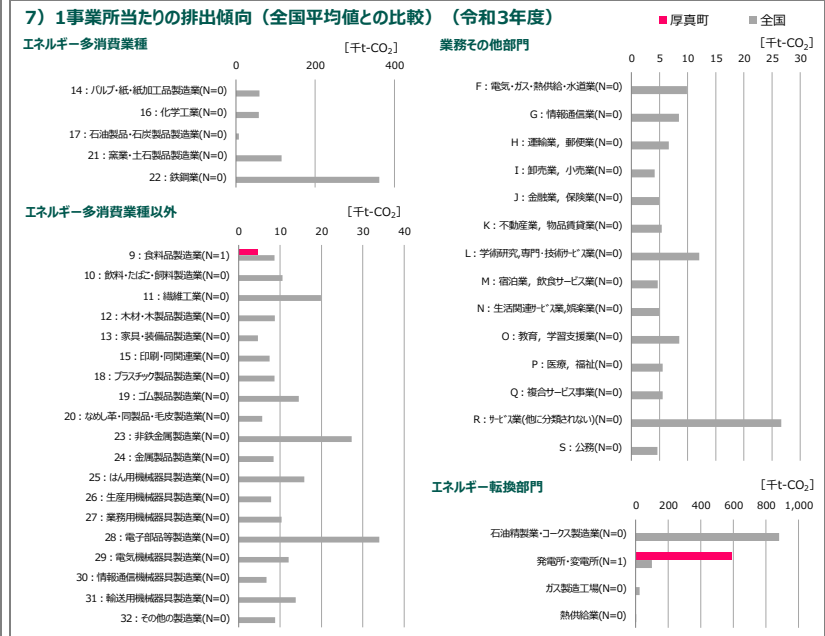 7）1事業所当たりの排出傾向（全国平均値との比較）（令和3年度）
厚真町 全国
エネルギー多消費業種
［千t-CO₂］
0 200 400
14：パルプ・紙・紙加工品製造業(N=0)
16：化学工業(N=0)
17：石油製品・石炭製品製造業(N=0)
21：窯業・土石製品製造業(N=0)
22：鉄鋼業(N=0)
エネルギー多消費業種以外
［千t-CO₂］
0 10 20 30 40
9：食料品製造業(N=1)
10：飲料・たばこ・飼料製造業(N=0)
11：繊維工業(N=0)
12：木材・木製品製造業(N=0)
13：家具・装備品製造業(N=0)
15：印刷・同関連業(N=0)
18：プラスチック製品製造業(N=0)
19：ゴム製品製造業(N=0)
20：なめし革・同製品・毛皮製造業(N=0)
23：非鉄金属製造業(N=0)
24：金属製品製造業(N=0)
25：はん用機械器具製造業(N=0)
26：生産用機械器具製造業(N=0)
27：業務用機械器具製造業(N=0)
28：電子部品等製造業(N=0)
29：電気機械器具製造業(N=0)
30：情報通信機械器具製造業(N=0)
31：輸送用機械器具製造業(N=0)
32：その他の製造業(N=0)
業務その他部門
［千t-CO₂］
0 5 10 15 20 25 30
F：電気・ガス・熱供給・水道業(N=0)
G：情報通信業(N=0)
H：運輸業，郵便業(N=0)
I：卸売業，小売業(N=0)
J：金融業，保険業(N=0)
K：不動産業，物品賃貸業(N=0)
L：学術研究,専門・技術ｻｰﾋﾞｽ業(N=0)
M：宿泊業，飲食サービス業(N=0)
N：生活関連ｻｰﾋﾞｽ業,娯楽業(N=0)
O：教育，学習支援業(N=0)
P：医療，福祉(N=0)
Q：複合サービス事業(N=0)
R：ｻｰﾋﾞｽ業(他に分類されない)(N=0)
S：公務(N=0)
エネルギー転換部門
［千t-CO₂］
0 200 400 600 800 1,000
石油精製業・コークス製造業(N=0)
発電所・変電所(N=1)
ガス製造工場(N=0)
熱供給業(N=0)